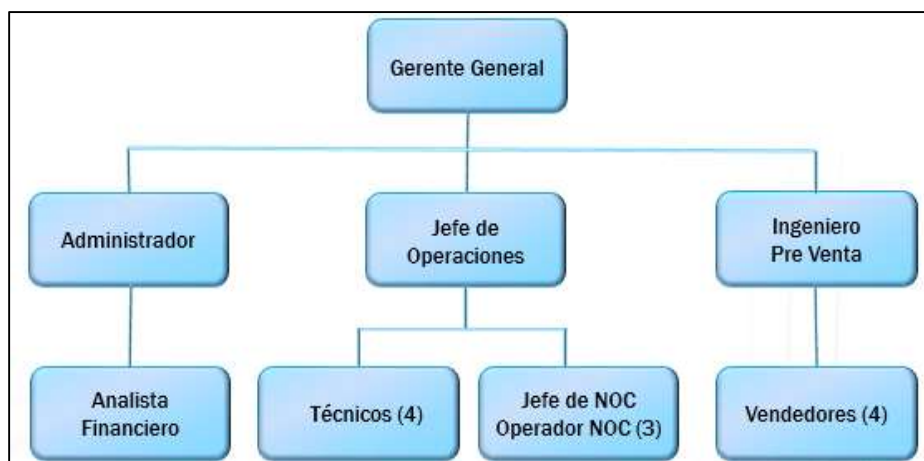 Gerente General
Administrador
Jefe de
Operaciones
Ingeniero
Pre Venta
Analista
Financiero
Técnicos (4)
Jefe de NOC
Operador NOC (3)
Vendedores (4)